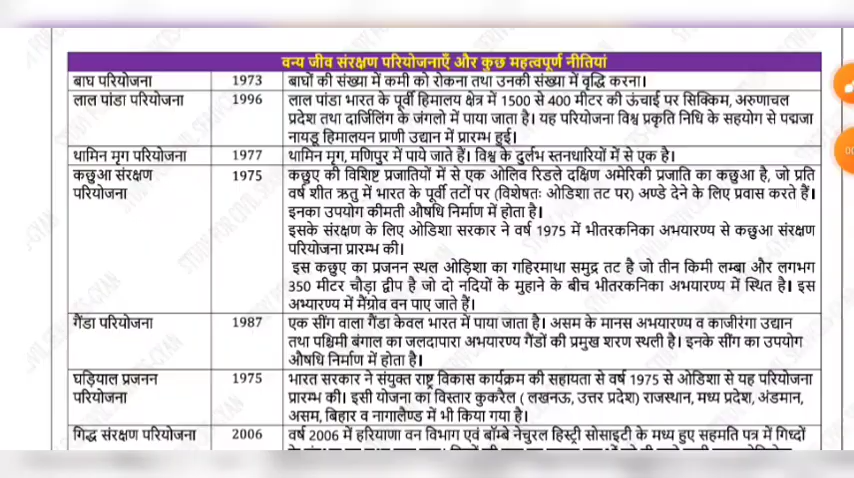 वन्य जीव संरक्षण परियोजनाएँ और कुछ महत्वपूर्ण नीतियां
बाघ परियोजना 1973 बाघों की संख्या में कमी को रोकना तथा उनकी संख्या में वृद्धि करना।
लाल पांडा परियोजना 1996 लाल पांडा भारत के पूर्वी हिमालय क्षेत्र में 1500 से 400 मीटर की ऊंचाई पर सिक्किम, अरुणाचल
प्रदेश तथा दार्जिलिंग के जंगलो में पाया जाता है। यह परियोजना विश्व प्रकृति निधि के सहयोग से पद्मजा
नायडू हिमालयन प्राणी उद्यान में प्रारम्भ हुई।
थामिन मृग परियोजना 1977 थामिन मृग, मणिपुर में पाये जाते हैं। विश्व के दुर्लभ स्तनधारियों में से एक है।
कछुआ संरक्षण 1975 कछुए की विशिष्ट प्रजातियों में से एक ओलिव रिडले दक्षिण अमेरिकी प्रजाति का कछुआ है, जो प्रति
परियोजना वर्ष शीत ऋतु में भारत के पूर्वी तटों पर (विशेषतः ओडिशा तट पर) अण्डे देने के लिए प्रवास करते हैं।
इनका उपयोग कीमती औषधि निर्माण में होता है।
इसके संरक्षण के लिए ओडिशा सरकार ने वर्ष 1975 में भीतरकनिका अभयारण्य से कछुआ संरक्षण
परियोजना प्रारम्भ की।
इस कछुए का प्रजनन स्थल ओड़िशा का गहिरमाथा समुद्र तट है जो तीन किमी लम्बा और लगभग
350 मीटर चौड़ा द्वीप है जो दो नदियों के मुहाने के बीच भीतरकनिका अभयारण्य में स्थित है। इस
अभ्यारण्य में मैंग्रोव वन पाए जाते हैं।
गैंडा परियोजना 1987 एक सींग वाला गैंडा केवल भारत में पाया जाता है। असम के मानस अभयारण्य व काजीरंगा उद्यान
तथा पश्चिमी बंगाल का जलदापारा अभयारण्य गैंडों की प्रमुख शरण स्थली है। इनके सींग का उपयोग
औषधि निर्माण में होता है।
घड़ियाल प्रजनन 1975 भारत सरकार ने संयुक्त राष्ट्र विकास कार्यक्रम की सहायता से वर्ष 1975 से ओडिशा से यह परियोजना
परियोजना प्रारम्भ की। इसी योजना का विस्तार कुकरैल ( लखनऊ, उत्तर प्रदेश) राजस्थान, मध्य प्रदेश, अंडमान,
असम, बिहार व नागालैण्ड में भी किया गया है।
गिद्ध संरक्षण परियोजना 2006 वर्ष 2006 में हरियाणा वन विभाग एवं बॉम्बे नेचुरल हिस्ट्री सोसाइटी के मध्य हुए सहमति पत्र में गिध्दों